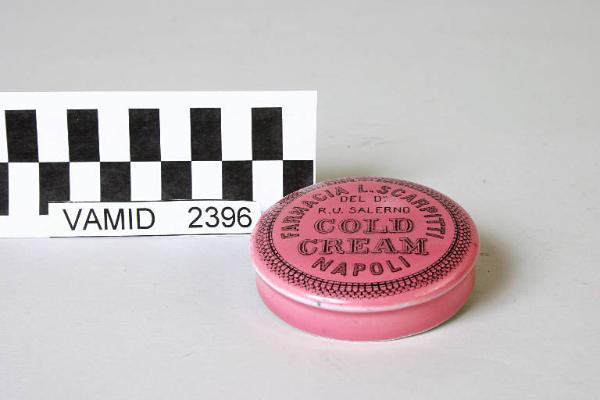 VAMID 2396
FARMACIA L. SCARPITTI
DEL D:
R. U. SALERNO
COLD
CREAM
NAPOLI